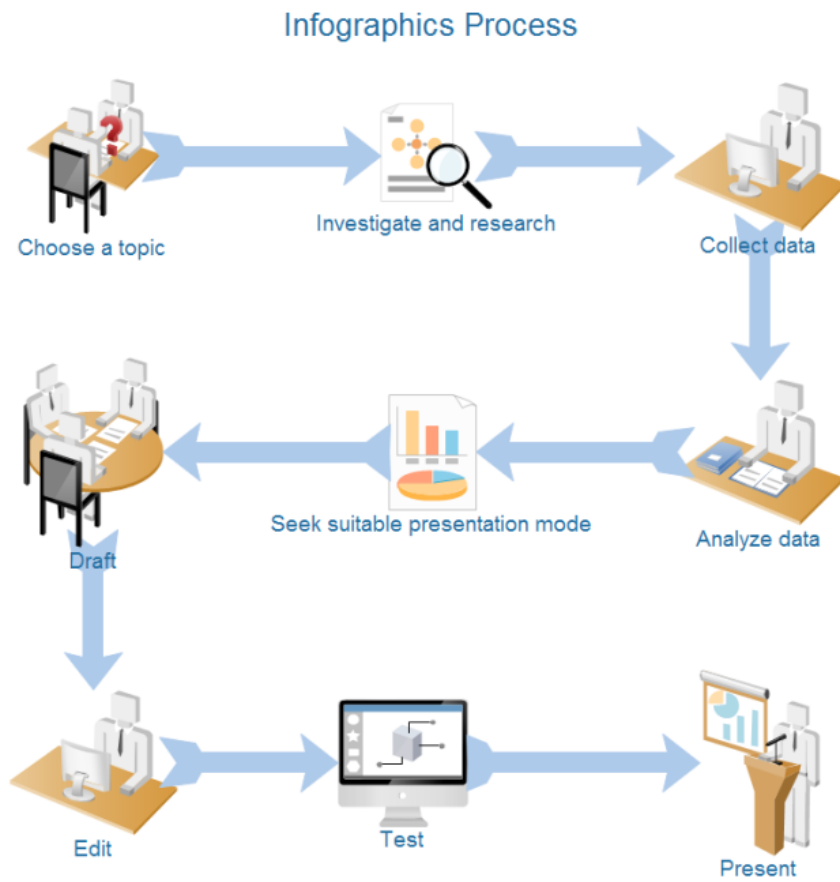 Infographics Process
Choose a topic
Investigate and research
Collect data
Analyze data
Seek suitable presentation mode
Draft
Edit
Test
Present